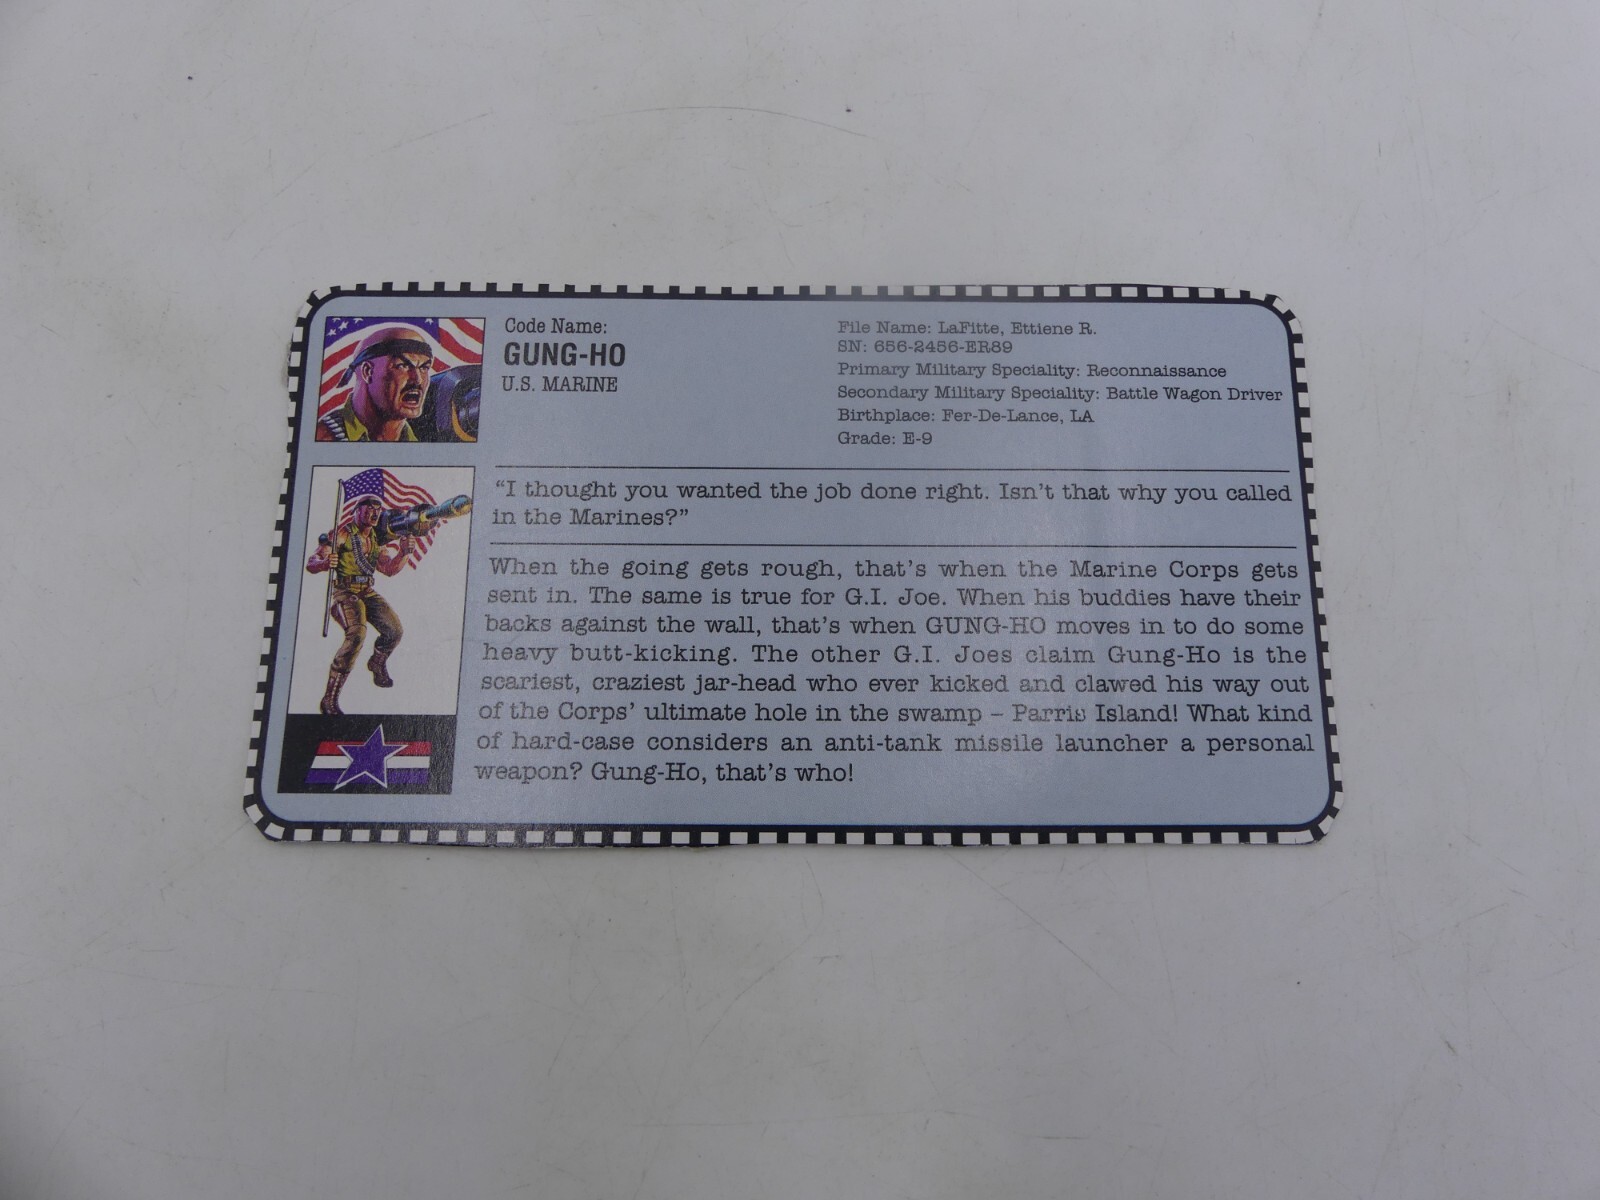 Code Name:
GUNG-HO
U.S. MARINE
File Name: LaFitte, Ettiene R.
SN: 656-2456-ER89
Primary Military Speciality: Reconnaissance
Secondary Military Speciality: Battle Wagon Driver
Birthplace: Fer-De-Lance, LA
Grade: E-9
“I thought you wanted the job done right. Isn’t that why you called
in the Marines?”
When the going gets rough, that’s when the Marine Corps gets
sent in. The same is true for G.I. Joe. When his buddies have their
backs against the wall, that’s when GUNG-HO moves in to do some
heavy butt-kicking. The other G.I. Joes claim Gung-Ho is the
scariest, craziest jar-head who ever kicked and clawed his way out
of the Corps’ ultimate hole in the swamp – Parris Island! What kind
of hard-case considers an anti-tank missile launcher a personal
weapon? Gung-Ho, that’s who!